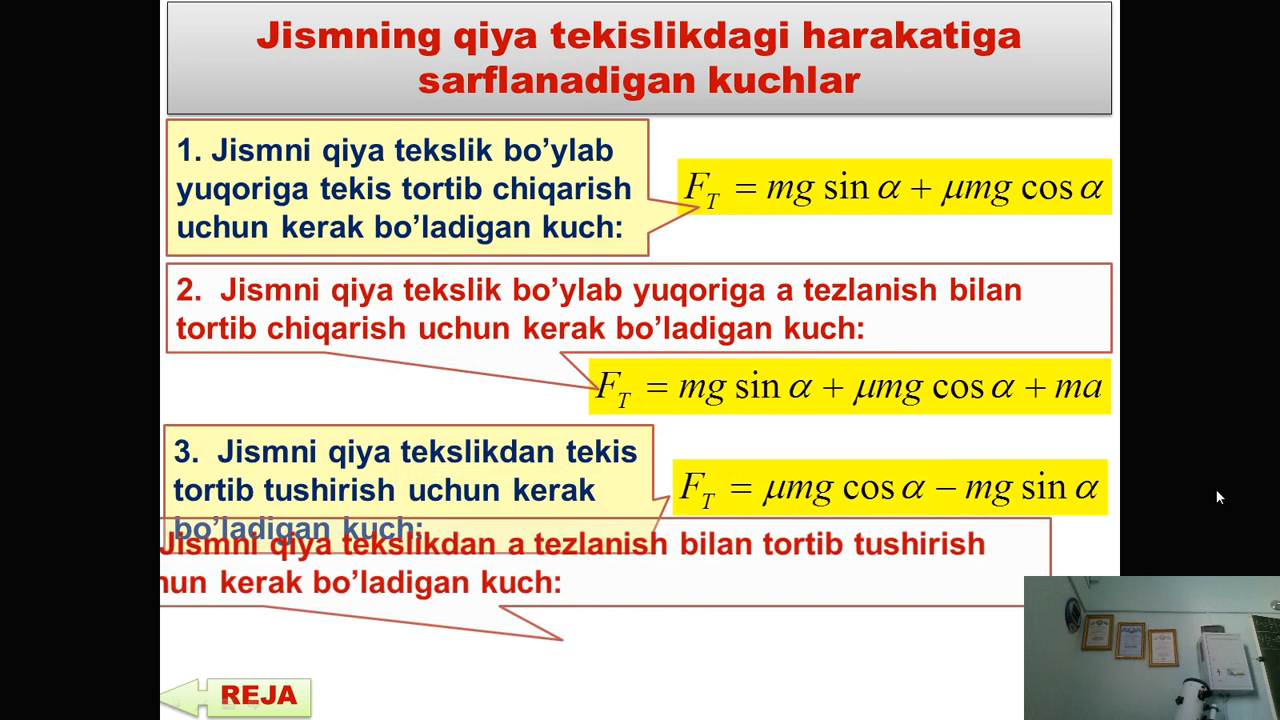 Jismning qiya tekislikdagi harakatiga
sarflanadigan kuchlar
1. Jismni qiya tekslik bo’ylab
yuqoriga tekis tortib chiqarish
uchun kerak bo’ladigan kuch:
F_T = mg sin α + μmg cos α
2. Jismni qiya tekslik bo’ylab yuqoriga a tezlanish bilan
tortib chiqarish uchun kerak bo’ladigan kuch:
F_T = mg sin α + μmg cos α + ma
3. Jismni qiya tekslikdan tekis
tortib tushirish uchun kerak
bo’ladigan kuch:
F_T = μmg cos α − mg sin α
Jismni qiya tekslikdan a tezlanish bilan tortib tushirish
hun kerak bo’ladigan kuch:
REJA